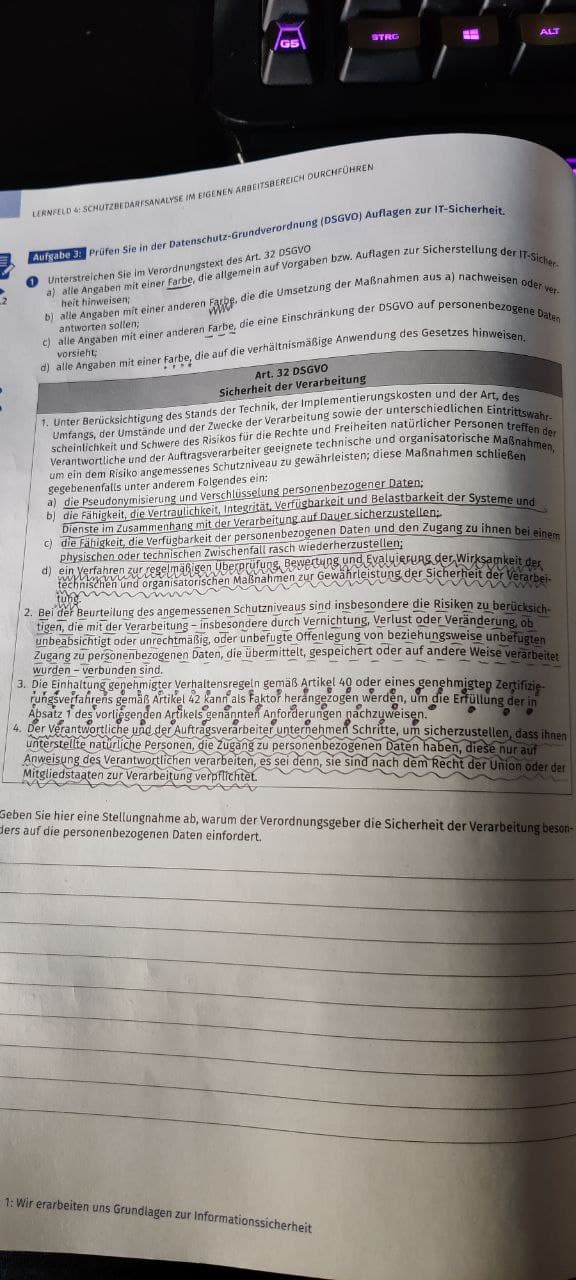 G5
STRG
ALT
LERNFELD 4: SCHUTZBEDARFSANALYSE IM EIGENEN ARBEITSBEREICH DURCHFÜHREN
Aufgabe 3: Prüfen Sie in der Datenschutz-Grundverordnung (DSGVO) Auflagen zur IT-Sicherheit.
1 Unterstreichen Sie im Verordnungstext des Art. 32 DSGVO
a) alle Angaben mit einer Farbe, die allgemein auf Vorgaben bzw. Auflagen zur Sicherstellung der IT-Sicher-
heit hinweisen;
b) alle Angaben mit einer anderen Farbe, die die Umsetzung der Maßnahmen aus a) nachweisen oder ver-
antworten sollen;
c) alle Angaben mit einer anderen Farbe, die eine Einschränkung der DSGVO auf personenbezogene Daten
vorsieht;
d) alle Angaben mit einer Farbe, die auf die verhältnismäßige Anwendung des Gesetzes hinweisen.
Art. 32 DSGVO
Sicherheit der Verarbeitung
1. Unter Berücksichtigung des Stands der Technik, der Implementierungskosten und der Art, des
Umfangs, der Umstände und der Zwecke der Verarbeitung sowie der unterschiedlichen Eintrittswahr-
scheinlichkeit und Schwere des Risikos für die Rechte und Freiheiten natürlicher Personen treffen der
Verantwortliche und der Auftragsverarbeiter geeignete technische und organisatorische Maßnahmen,
um ein dem Risiko angemessenes Schutzniveau zu gewährleisten; diese Maßnahmen schließen
gegebenenfalls unter anderem Folgendes ein:
a) die Pseudonymisierung und Verschlüsselung personenbezogener Daten;
b) die Fähigkeit, die Vertraulichkeit, Integrität, Verfügbarkeit und Belastbarkeit der Systeme und
Dienste im Zusammenhang mit der Verarbeitung auf Dauer sicherzustellen;
c) die Fähigkeit, die Verfügbarkeit der personenbezogenen Daten und den Zugang zu ihnen bei einem
physischen oder technischen Zwischenfall rasch wiederherzustellen;
d) ein Verfahren zur regelmäßigen Überprüfung, Bewertung und Evaluierung der Wirksamkeit der
technischen und organisatorischen Maßnahmen zur Gewährleistung der Sicherheit der Verarbei-
tung.
2. Bei der Beurteilung des angemessenen Schutzniveaus sind insbesondere die Risiken zu berücksich-
tigen, die mit der Verarbeitung – insbesondere durch Vernichtung, Verlust oder Veränderung, ob
unbeabsichtigt oder unrechtmäßig, oder unbefugte Offenlegung von beziehungsweise unbefugten
Zugang zu personenbezogenen Daten, die übermittelt, gespeichert oder auf andere Weise verarbeitet
wurden – verbunden sind.
3. Die Einhaltung genehmigter Verhaltensregeln gemäß Artikel 40 oder eines genehmigten Zertifizie-
rungsverfahrens gemäß Artikel 42 kann als Faktor herangezogen werden, um die Erfüllung der in
Absatz 1 des vorliegenden Artikels genannten Anforderungen nachzuweisen.
4. Der Verantwortliche und der Auftragsverarbeiter unternehmen Schritte, um sicherzustellen, dass ihnen
unterstellte natürliche Personen, die Zugang zu personenbezogenen Daten haben, diese nur auf
Anweisung des Verantwortlichen verarbeiten, es sei denn, sie sind nach dem Recht der Union oder der
Mitgliedstaaten zur Verarbeitung verpflichtet.
Geben Sie hier eine Stellungnahme ab, warum der Verordnungsgeber die Sicherheit der Verarbeitung beson-
ders auf die personenbezogenen Daten einfordert.
1: Wir erarbeiten uns Grundlagen zur Informationssicherheit